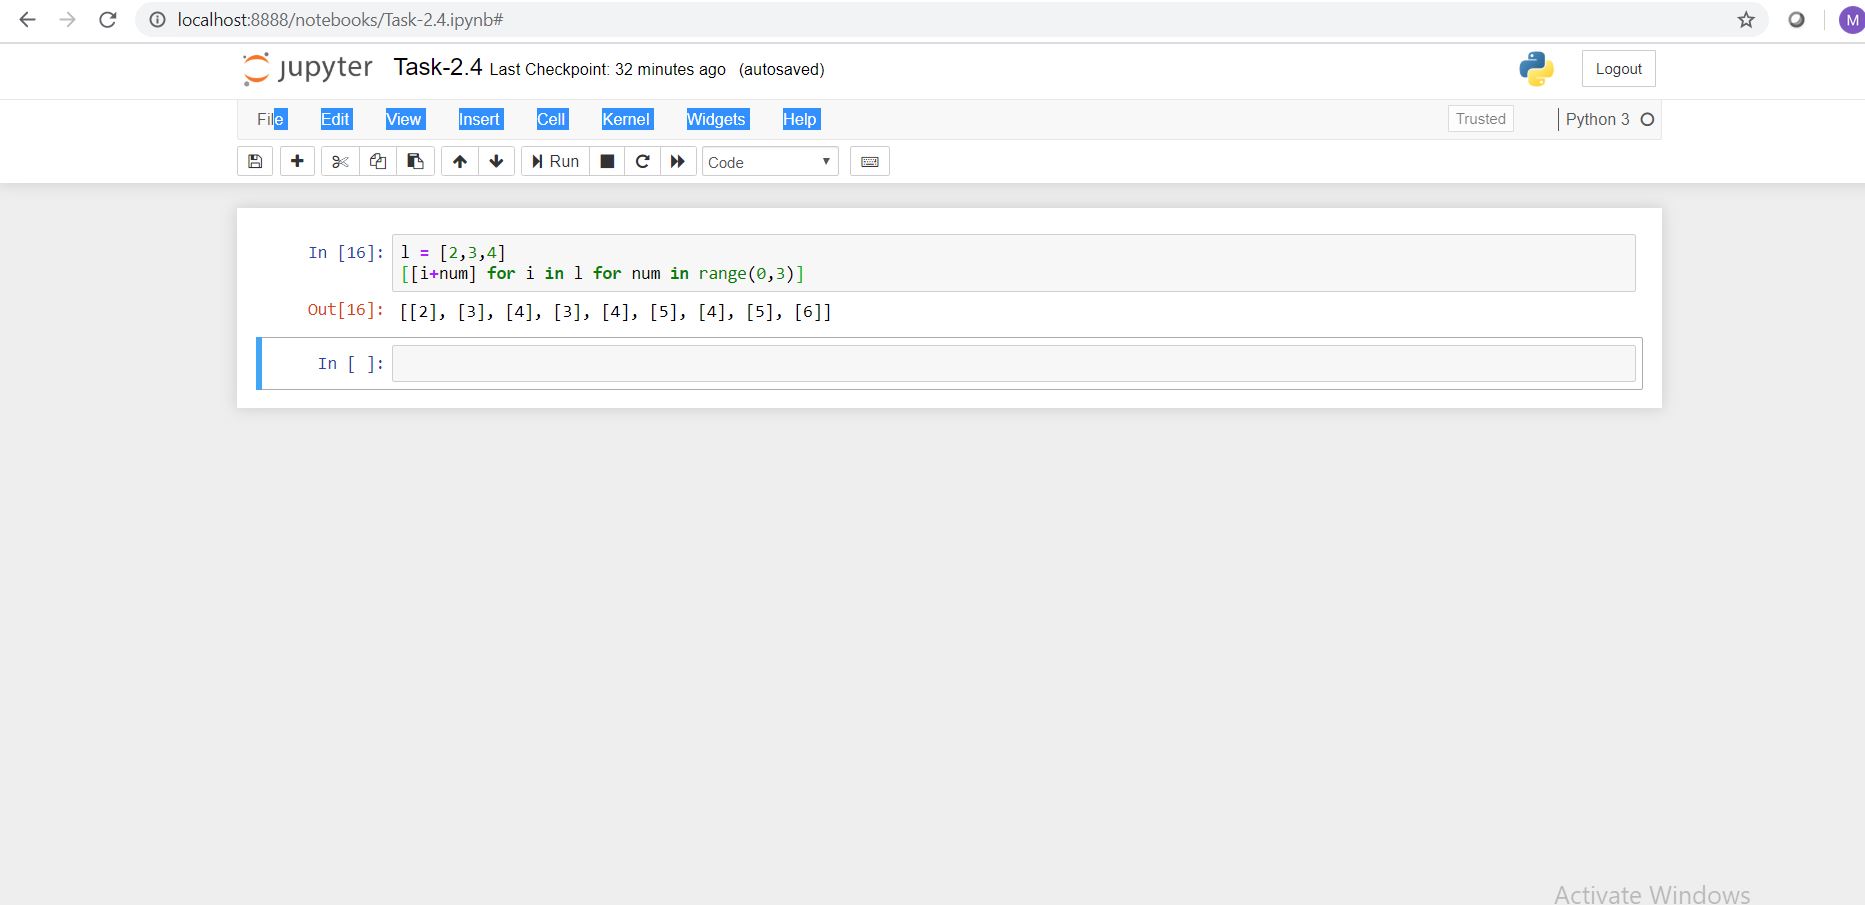 localhost:8888/notebooks/Task-2.4.ipynb#
M
jupyter Task-2.4 Last Checkpoint: 32 minutes ago (autosaved)
Logout
File Edit View Insert Cell Kernel Widgets Help
Trusted
Python 3
Run
Code
In [16]: l = [2,3,4]
[[i+num] for i in l for num in range(0,3)]
Out[16]: [[2], [3], [4], [3], [4], [5], [4], [5], [6]]
In [ ]:
Activate Windows